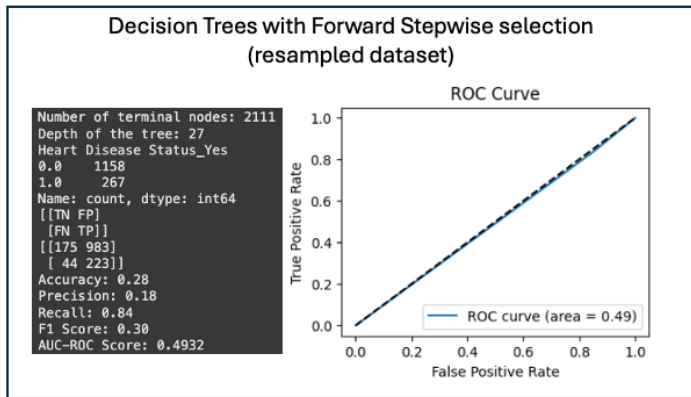 Decision Trees with Forward Stepwise selection
(resampled dataset)
Number of terminal nodes: 2111
Depth of the tree: 27
Heart Disease Status_Yes
0.0    1158
1.0     267
Name: count, dtype: int64
[[TN FP]
 [FN TP]]
[[175 983]
 [ 44 223]]
Accuracy: 0.28
Precision: 0.18
Recall: 0.84
F1 Score: 0.30
AUC-ROC Score: 0.4932
ROC Curve
True Positive Rate
1.0
0.8
0.6
0.4
0.2
0.0
ROC curve (area = 0.49)
0.0 0.2 0.4 0.6 0.8 1.0
False Positive Rate